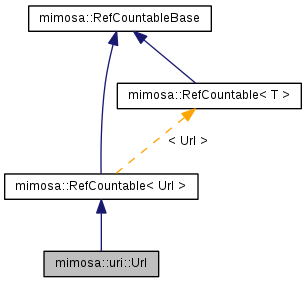 mimosa::RefCountableBase
mimosa::RefCountable< T >
< Url >
mimosa::RefCountable< Url >
mimosa::uri::Url